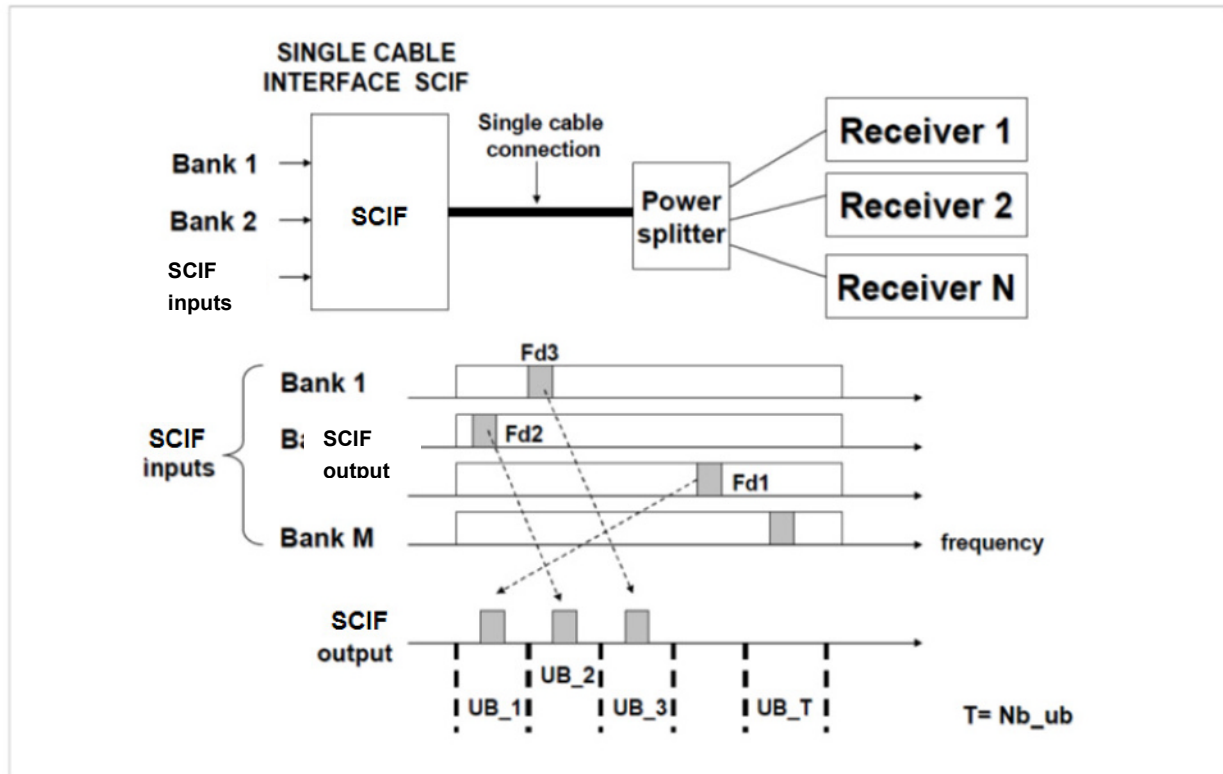 SINGLE CABLE
INTERFACE SCIF
Single cable
connection
Bank 1
Bank 2
SCIF
inputs
SCIF
Power
splitter
Receiver 1
Receiver 2
Receiver N
Fd3
Bank 1
SCIF
inputs
SCIF
output
Fd2
Fd1
Bank M
frequency
SCIF
output
UB_1
UB_2
UB_3
UB_T
T= Nb_ub